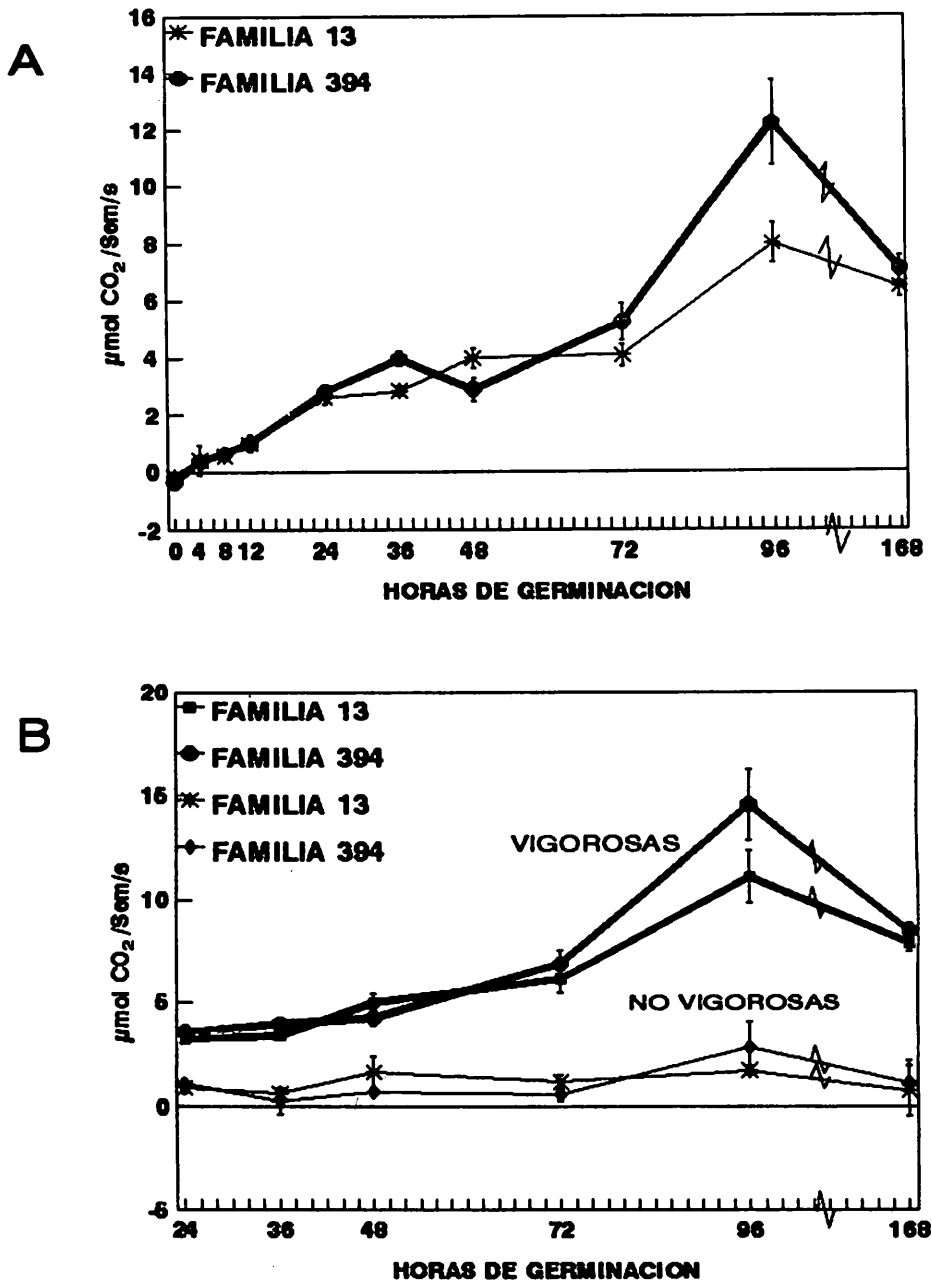 A
16
14
12
10
8
6
4
2
0
-2
FAMILIA 13
FAMILIA 394
µmol CO₂/Sem/s
0 4 8 12 24 36 48 72 96 168
HORAS DE GERMINACION
B
20
15
10
5
0
-5
FAMILIA 13
FAMILIA 394
FAMILIA 13
FAMILIA 394
VIGOROSAS
NO VIGOROSAS
µmol CO₂/Sem/s
24 36 48 72 96 168
HORAS DE GERMINACION